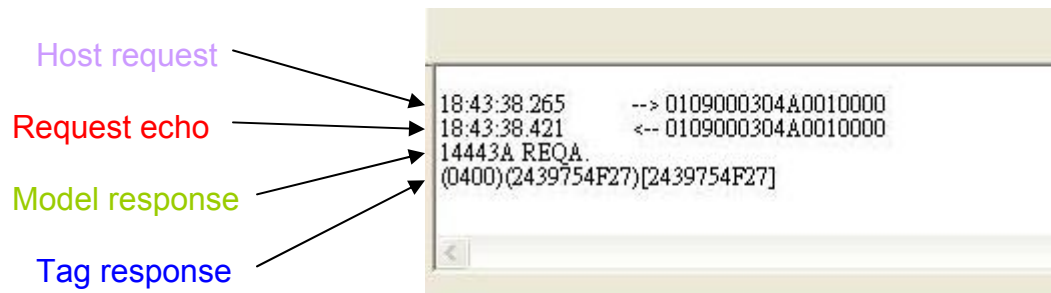 Host request
Request echo
Model response
Tag response
18:43:38.265 --> 0109000304A0010000
18:43:38.421 <-- 0109000304A0010000
14443A REQA.
(0400)(2439754F27)[2439754F27]